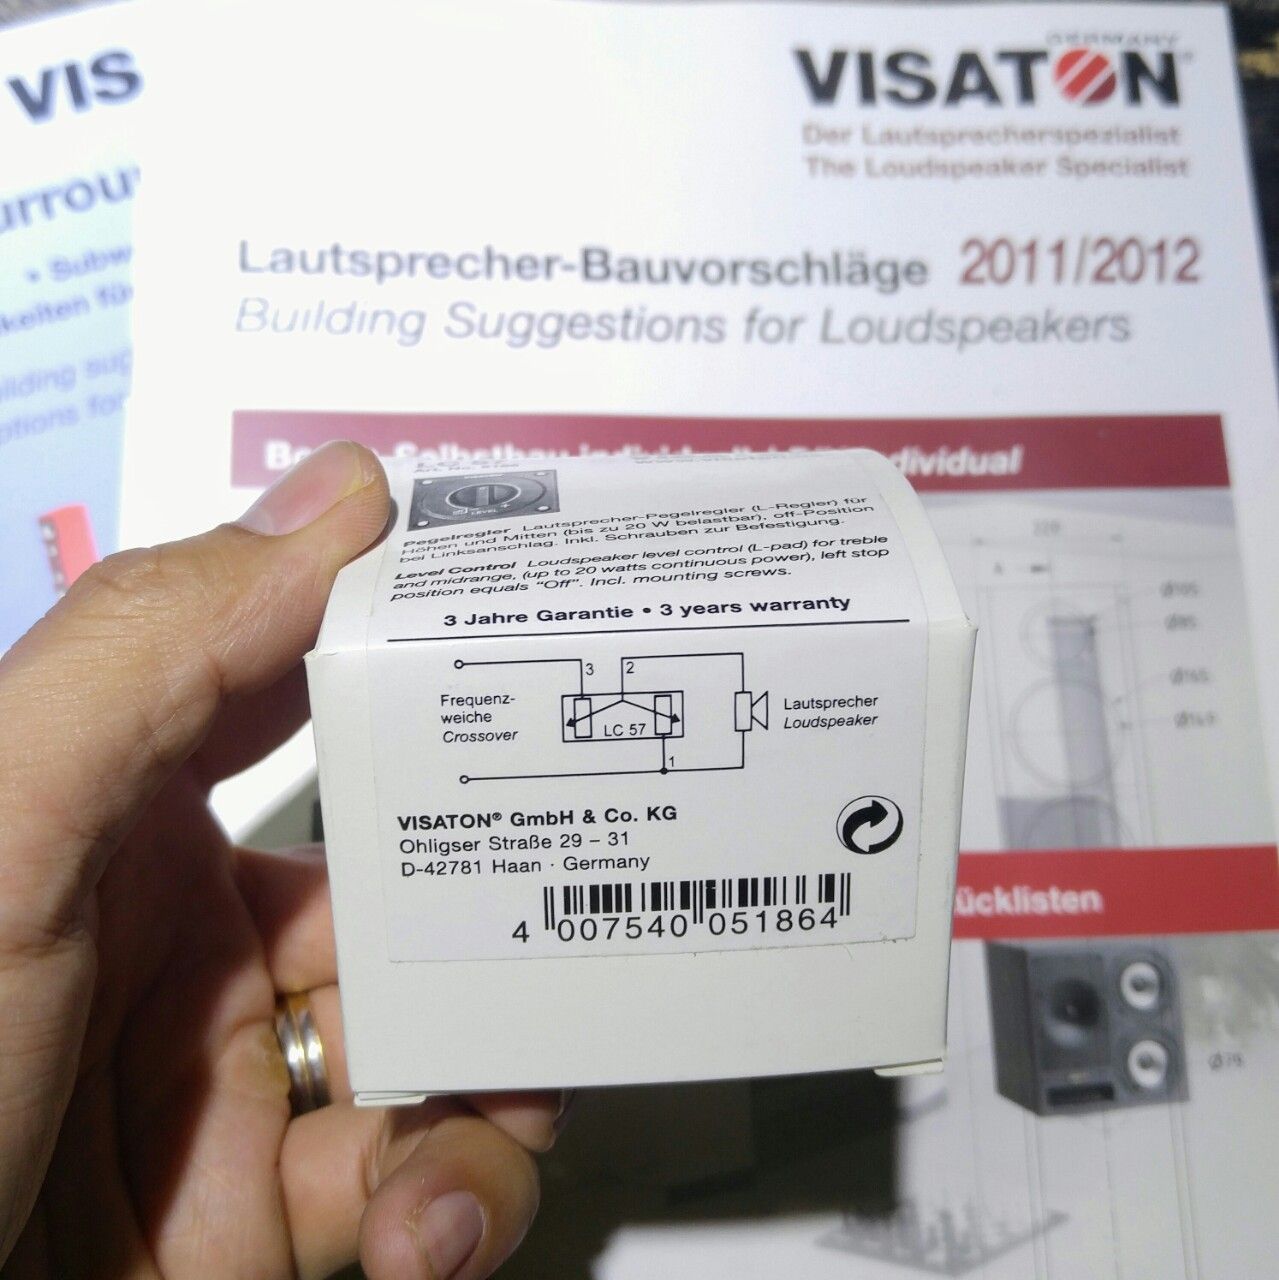 VIS
GERMANY
VISATON®
Der Lautsprecherspezialist
The Loudspeaker Specialist
Lautsprecher-Bauvorschläge 2011/2012
Building Suggestions for Loudspeakers
dividual
220
ücklisten
Pegelregler Lautsprecher-Pegelregler (L-Regler) für
Höhen und Mitten (bis zu 20 W belastbar), off-Position
bei Linksanschlag. Inkl. Schrauben zur Befestigung.
Level Control Loudspeaker level control (L-pad) for treble
and midrange, (up to 20 watts continuous power), left stop
position equals "Off". Incl. mounting screws.
3 Jahre Garantie • 3 years warranty
3 2
Frequenz-
weiche
Crossover
LC 57
Lautsprecher
Loudspeaker
1
VISATON® GmbH & Co. KG
Ohligser Straße 29 – 31
D-42781 Haan · Germany
4 007540 051864